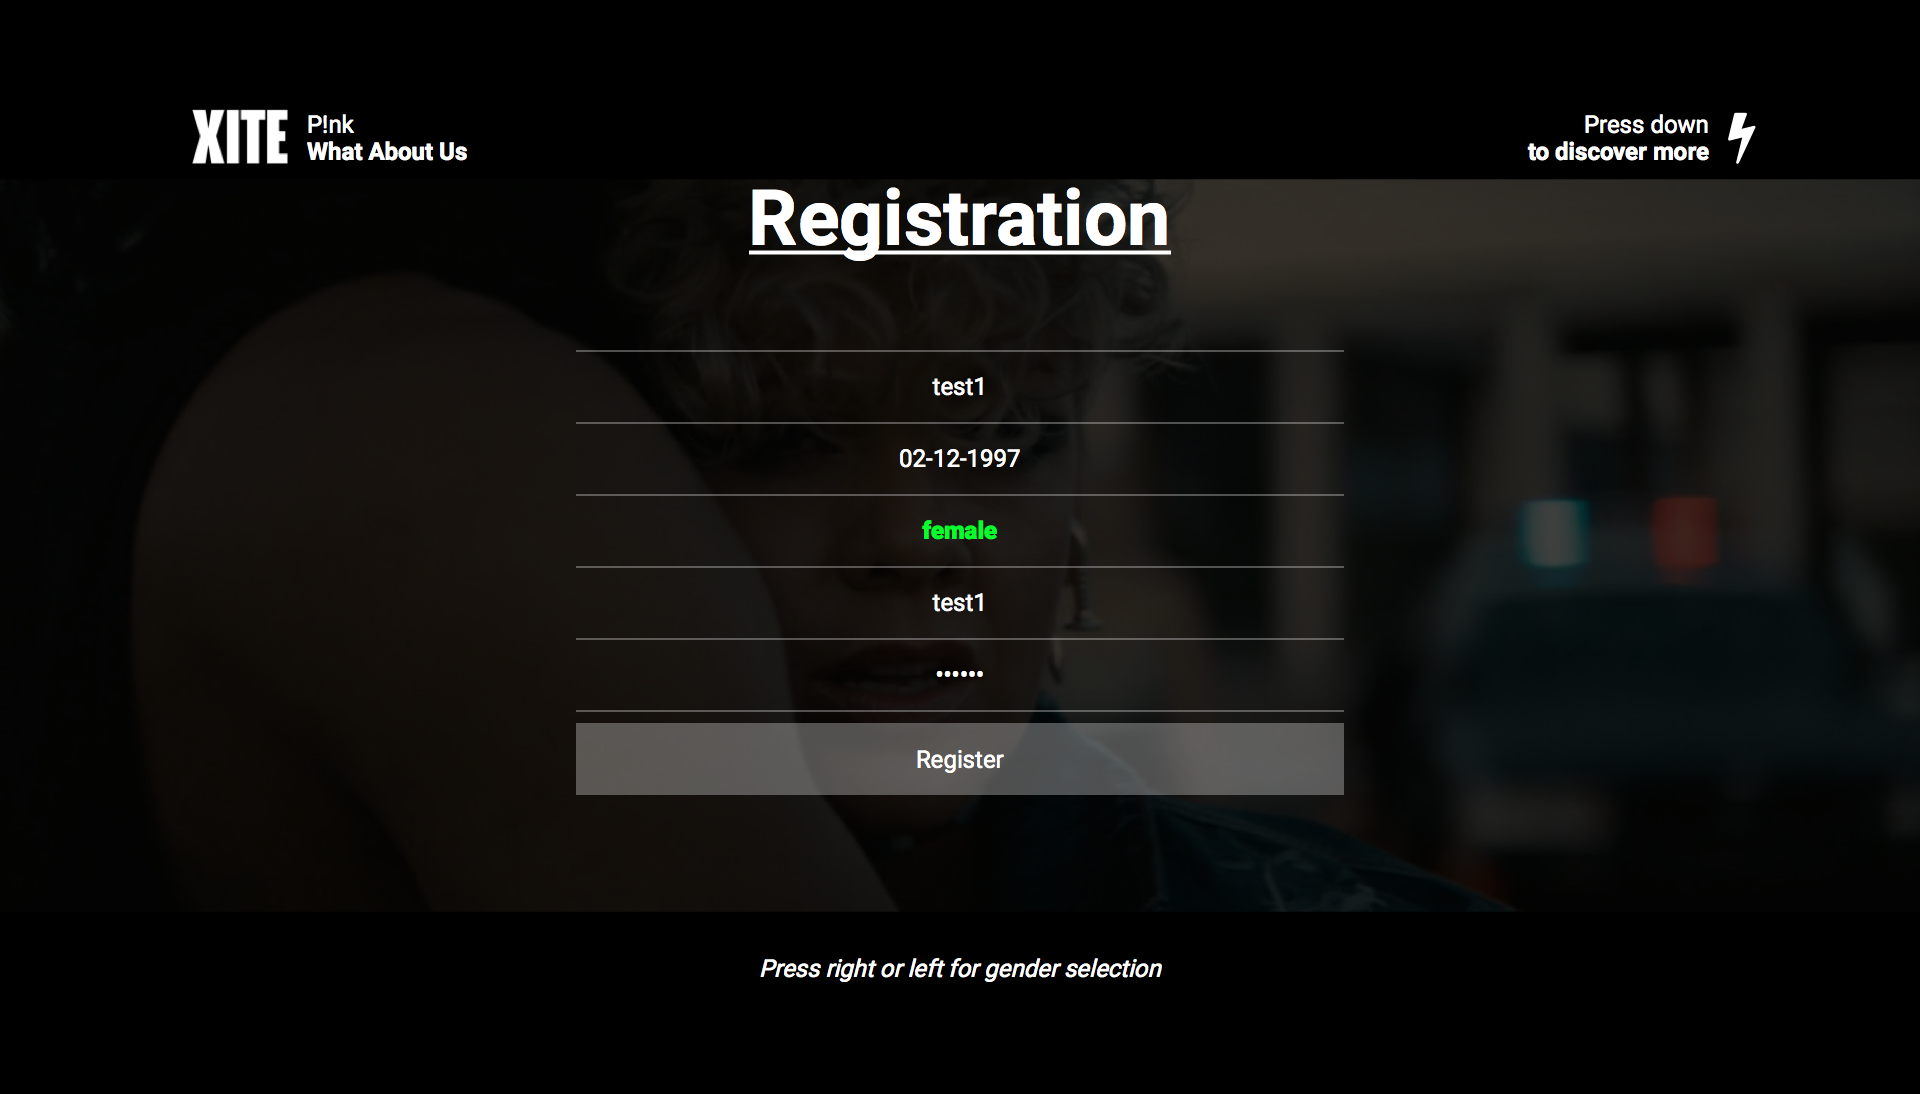 XITE
P!nk
What About Us
Press down
to discover more
Registration
test1
02-12-1997
female
test1
••••••
Register
Press right or left for gender selection